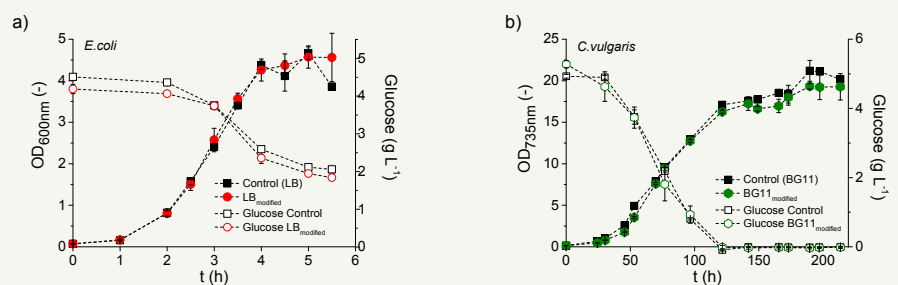 a)
E.coli
5
4
3
2
1
0
OD600nm (-)
5
4
3
2
1
0
Glucose (g L-1)
Control (LB)
LBmodified
Glucose Control
Glucose LBmodified
0 1 2 3 4 5 6
t (h)
b)
C.vulgaris
25
20
15
10
5
0
OD735nm (-)
6
4
2
0
Glucose (g L-1)
Control (BG11)
BG11modified
Glucose Control
Glucose BG11modified
0 50 100 150 200
t (h)